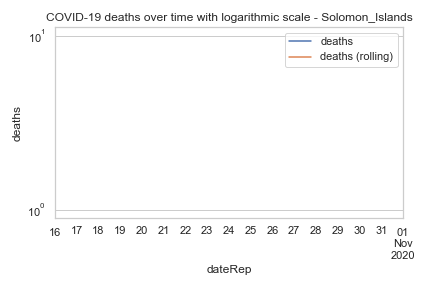 COVID-19 deaths over time with logarithmic scale - Solomon_Islands
10¹
deaths
deaths (rolling)
deaths
10⁰
16 17 18 19 20 21 22 23 24 25 26 27 28 29 30 31 01
Nov
2020
dateRep